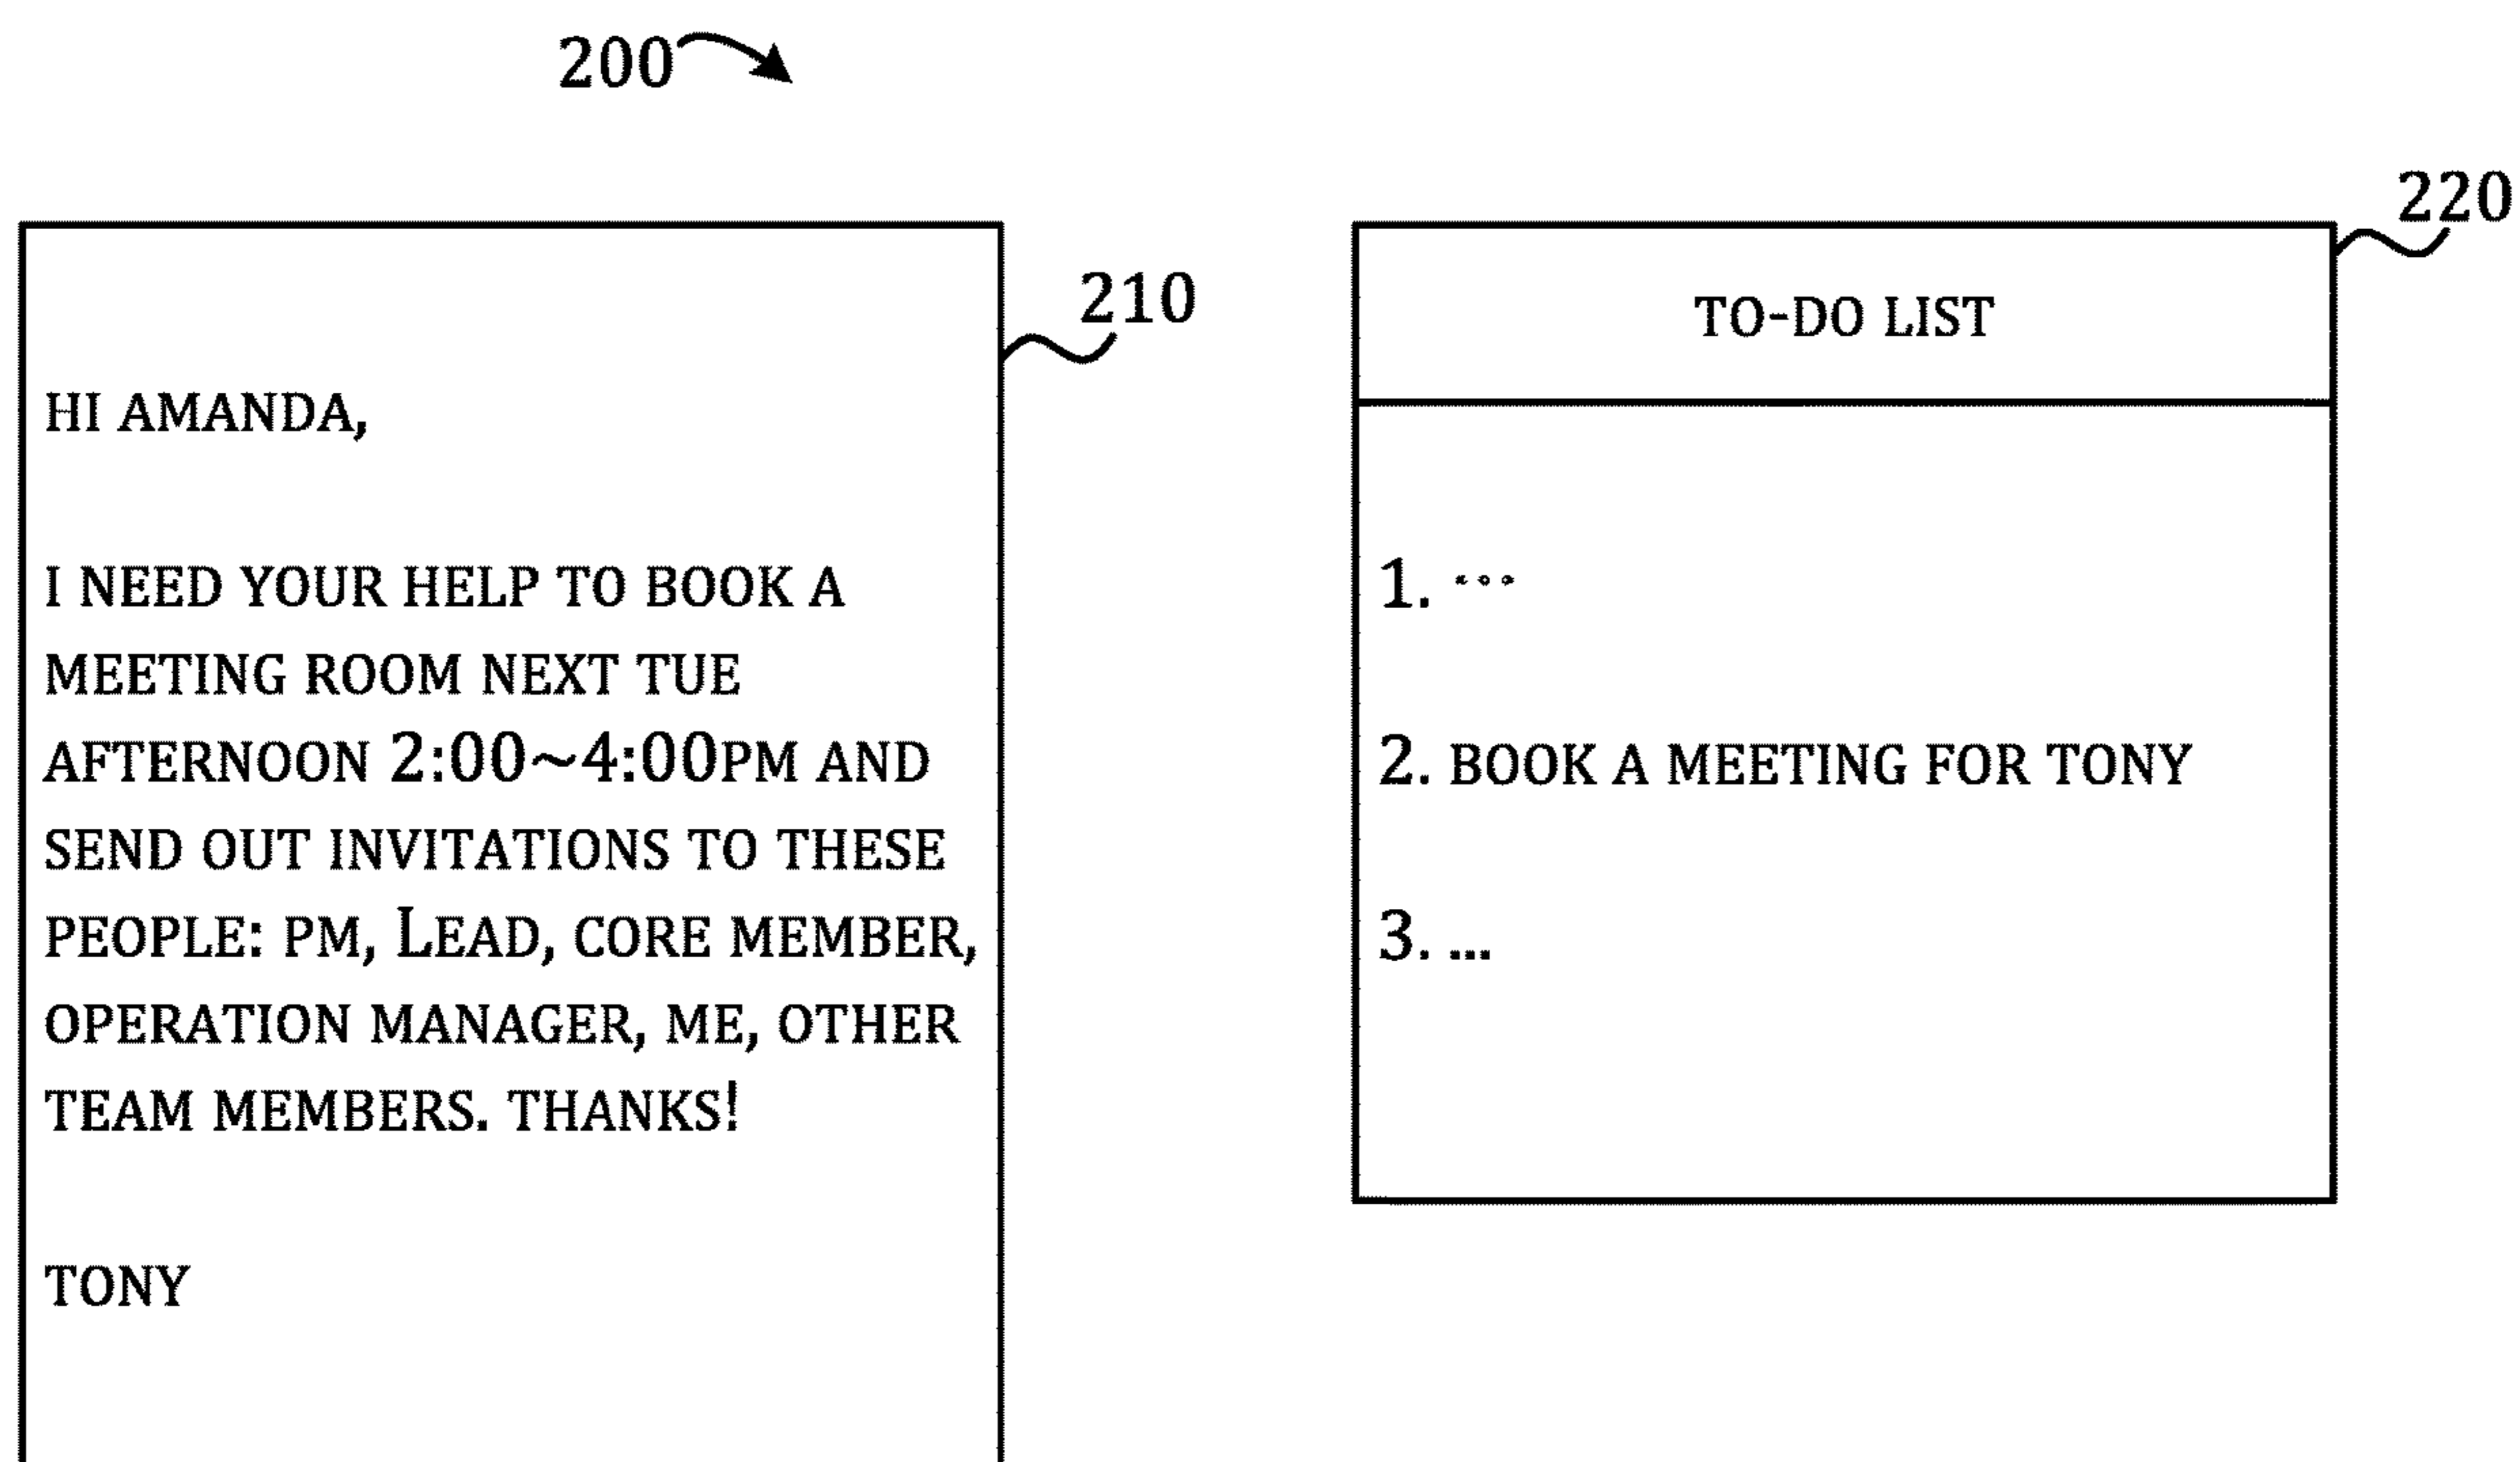 200
210
HI AMANDA,
I NEED YOUR HELP TO BOOK A
MEETING ROOM NEXT TUE
AFTERNOON 2:00~4:00PM AND
SEND OUT INVITATIONS TO THESE
PEOPLE: PM, LEAD, CORE MEMBER,
OPERATION MANAGER, ME, OTHER
TEAM MEMBERS. THANKS!
TONY
220
TO-DO LIST
1. ...
2. BOOK A MEETING FOR TONY
3. ...